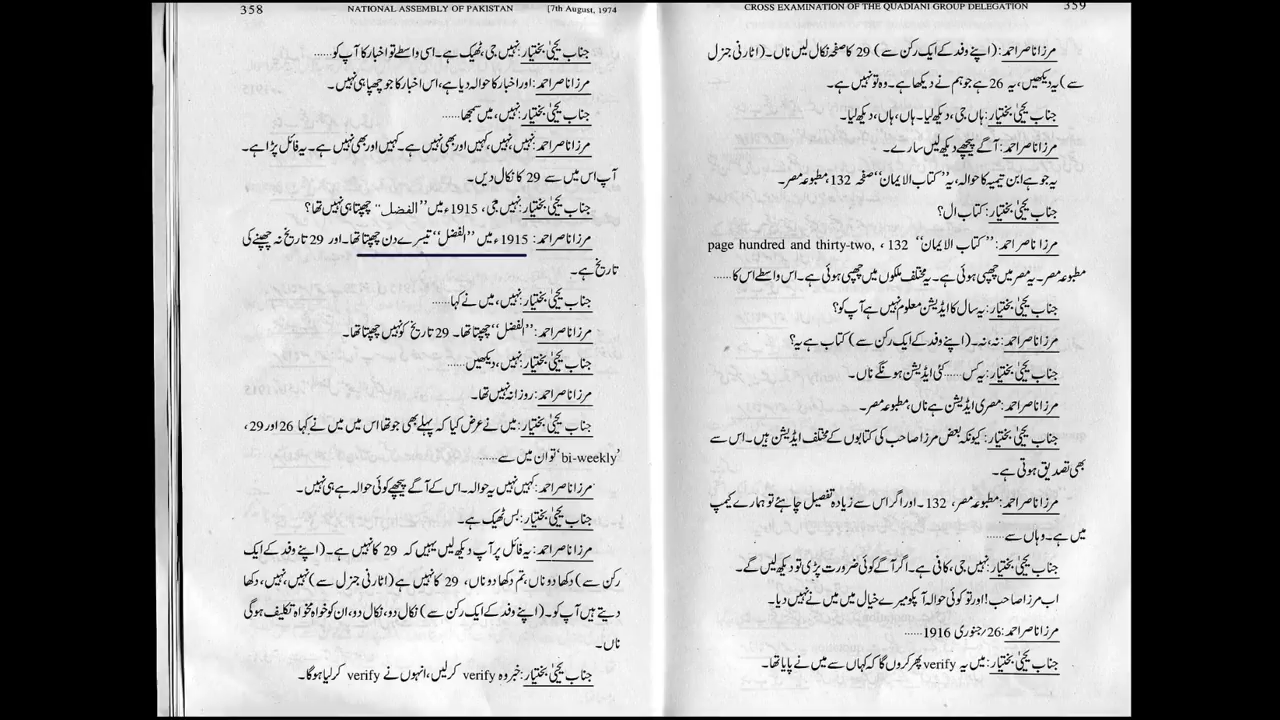 358 NATIONAL ASSEMBLY OF PAKISTAN [7th August, 1974
جناب یحییٰ بختیار: نہیں جی، ٹھیک ہے۔ اسی واسطے تو اخبار کا آپ کو......
مرزا ناصر احمد: اور اخبار کا حوالہ دیا ہے، اس اخبار کا جو چھپا ہی نہیں۔
جناب یحییٰ بختیار: نہیں، میں سمجھا......
مرزا ناصر احمد: نہیں، نہیں، کہیں اور بھی نہیں ہے۔ کہیں اور بھی نہیں ہے۔ یہ فائل پڑا ہے۔
آپ اس میں سے 29 کا نکال دیں۔
جناب یحییٰ بختیار: نہیں جی، 1915ء میں ”الفضل“ چھپتا ہی نہیں تھا؟
مرزا ناصر احمد: 1915ء میں ”الفضل“ تیسرے دن چھپتا تھا۔ اور 29 تاریخ نہ چھپنے کی
تاریخ ہے۔
جناب یحییٰ بختیار: نہیں، میں نے کہا......
مرزا ناصر احمد: ”الفضل“ چھپتا تھا۔ 29 تاریخ کو نہیں چھپتا تھا۔
جناب یحییٰ بختیار: نہیں، دیکھیں......
مرزا ناصر احمد: روزانہ نہیں تھا۔
جناب یحییٰ بختیار: میں نے عرض کیا کہ پہلے بھی جو تھا اس میں میں نے کہا 26 اور 29،
'bi-weekly' تو ان میں سے......
مرزا ناصر احمد: کہیں نہیں یہ حوالہ۔ اس کے آگے پیچھے کوئی حوالہ ہے ہی نہیں۔
جناب یحییٰ بختیار: بس ٹھیک ہے۔
مرزا ناصر احمد: یہ فائل پر آپ دیکھ لیں یہیں کہ 29 کا نہیں ہے۔ (اپنے وفد کے ایک
رکن سے) دکھا دو ناں، تم دکھا دو ناں، 29 کا نہیں ہے (اٹارنی جنرل سے) نہیں، نہیں، دکھا
دیتے ہیں آپ کو۔ (اپنے وفد کے ایک رکن سے) نکال دو، نکال دو، ان کو خواہ مخواہ تکلیف ہوگی
ناں۔
جناب یحییٰ بختیار: خیر وہ verify کرلیں، انہوں نے verify کر لیا ہوگا۔
CROSS EXAMINATION OF THE QUADIANI GROUP DELEGATION 359
مرزا ناصر احمد: (اپنے وفد کے ایک رکن سے) 29 کا صفحہ نکال لیں ناں۔ (اٹارنی جنرل
سے) یہ دیکھیں، یہ 26 ہے جو ہم نے دیکھا ہے۔ وہ تو نہیں ہے۔
جناب یحییٰ بختیار: ہاں جی، دیکھ لیا۔ ہاں، ہاں، دیکھ لیا۔
مرزا ناصر احمد: آگے پیچھے دیکھ لیں سارے۔
یہ جو ہے ابن تیمیہ کا حوالہ، یہ ”کتاب الایمان“ صفحہ 132، مطبوعہ مصر۔
جناب یحییٰ بختیار: کتاب ال؟
مرزا ناصر احمد: ”کتاب الایمان“ 132، page hundred and thirty-two,
مطبوعہ مصر۔ یہ مصر میں چھپی ہوئی ہے۔ یہ مختلف ملکوں میں چھپی ہوئی ہے۔ اس واسطے اس کا......
جناب یحییٰ بختیار: یہ سال کا ایڈیشن معلوم نہیں ہے آپ کو؟
مرزا ناصر احمد: نہ، نہ۔ (اپنے وفد کے ایک رکن سے) کتاب ہے یہ؟
جناب یحییٰ بختیار: یہ کس...... کئی ایڈیشن ہونگے ناں۔
مرزا ناصر احمد: مصری ایڈیشن ہے ناں، مطبوعہ مصر۔
جناب یحییٰ بختیار: کیونکہ بعض مرزا صاحب کی کتابوں کے مختلف ایڈیشن ہیں۔ اس سے
بھی تصدیق ہوتی ہے۔
مرزا ناصر احمد: مطبوعہ مصر، 132۔ اور اگر اس سے زیادہ تفصیل چاہئے تو ہمارے کیمپ
میں ہے۔ وہاں سے......
جناب یحییٰ بختیار: نہیں جی، کافی ہے۔ اگر آگے کوئی ضرورت پڑی تو دیکھ لیں گے۔
اب مرزا صاحب! اور تو کوئی حوالہ آپکو میرے خیال میں میں نے نہیں دیا۔
مرزا ناصر احمد: 26/ جنوری 1916......
جناب یحییٰ بختیار: میں یہ verify پھر کروں گا کہ کہاں سے میں نے پایا تھا۔